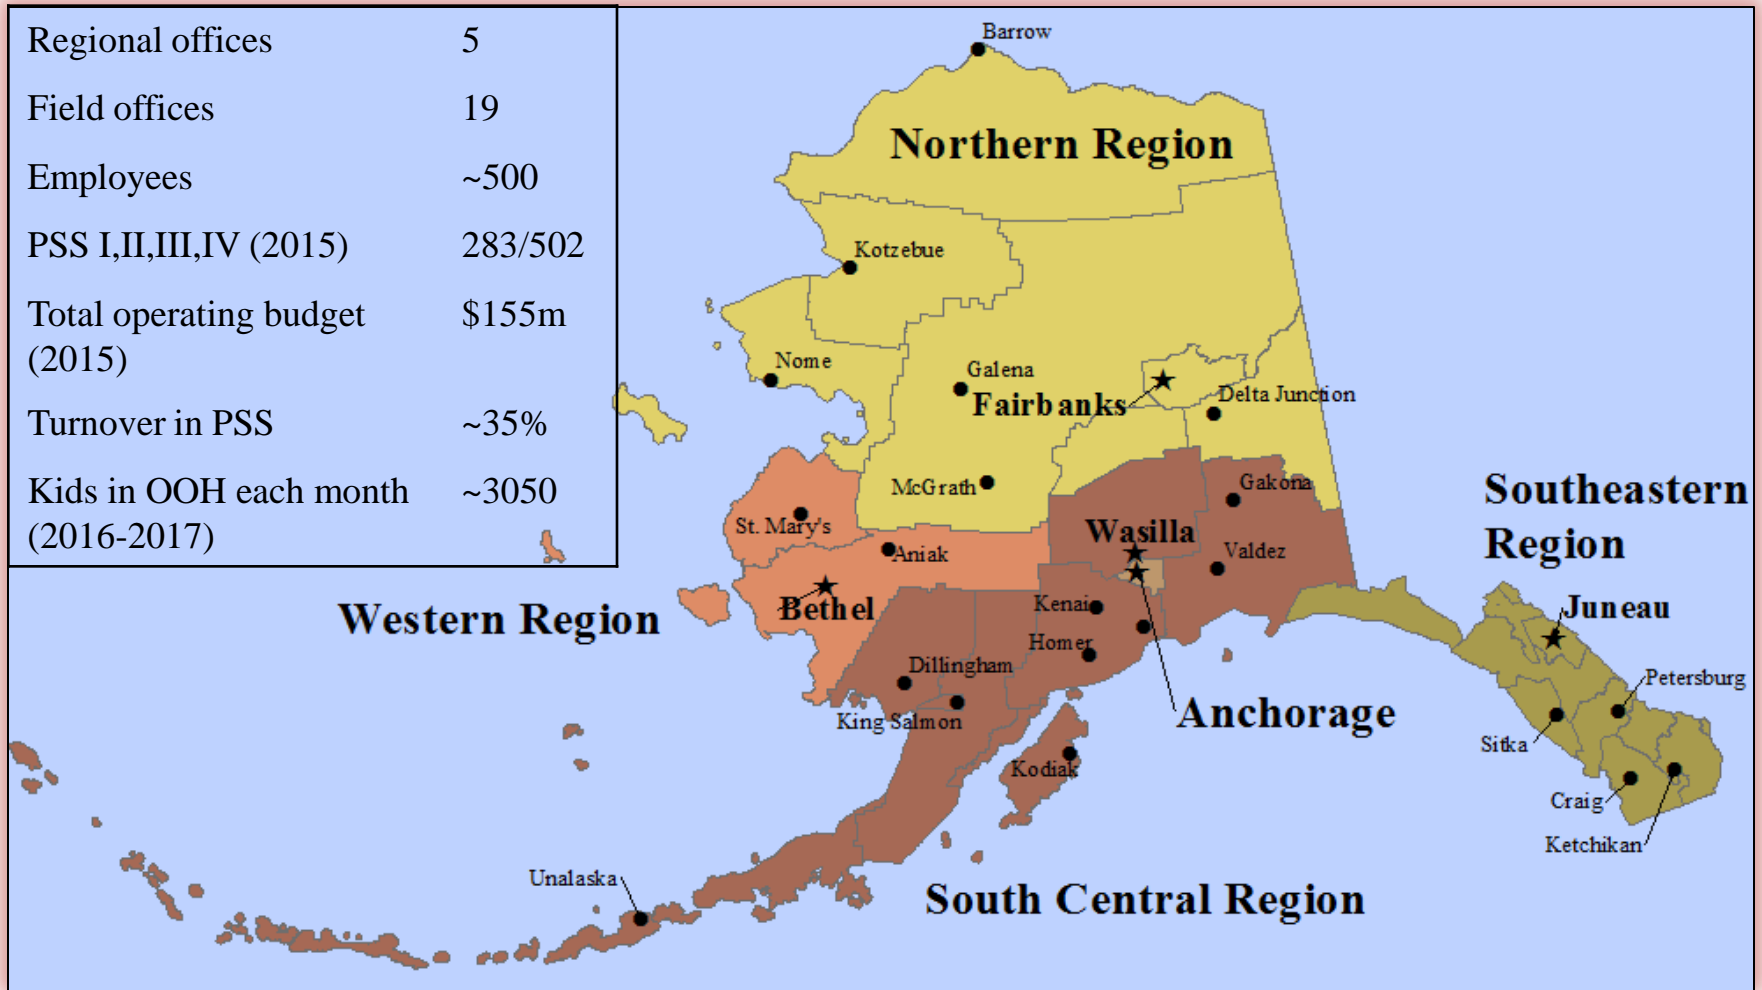 Regional offices 5
Field offices 19
Employees ~500
PSS I,II,III,IV (2015) 283/502
Total operating budget $155m
(2015)
Turnover in PSS ~35%
Kids in OOH each month ~3050
(2016-2017)
Barrow
Northern Region
Kotzebue
Nome
Galena
Fairbanks
Delta Junction
McGrath
Gakona
St. Mary's
Aniak
Wasilla
Valdez
Southeastern
Region
Western Region
Bethel
Kenai
Homer
Juneau
Dillingham
King Salmon
Anchorage
Petersburg
Sitka
Kodiak
Craig
Ketchikan
Unalaska
South Central Region